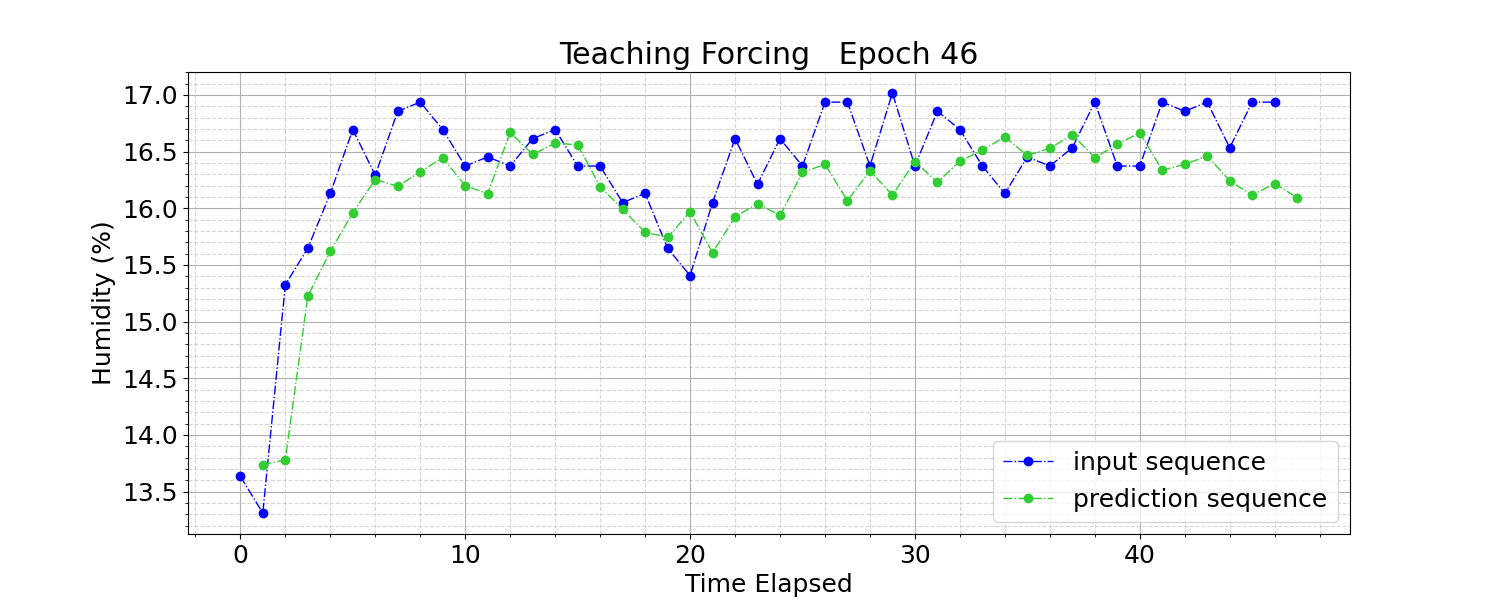 Teaching Forcing   Epoch 46
Humidity (%)
17.0
16.5
16.0
15.5
15.0
14.5
14.0
13.5
0 10 20 30 40
Time Elapsed
input sequence
prediction sequence